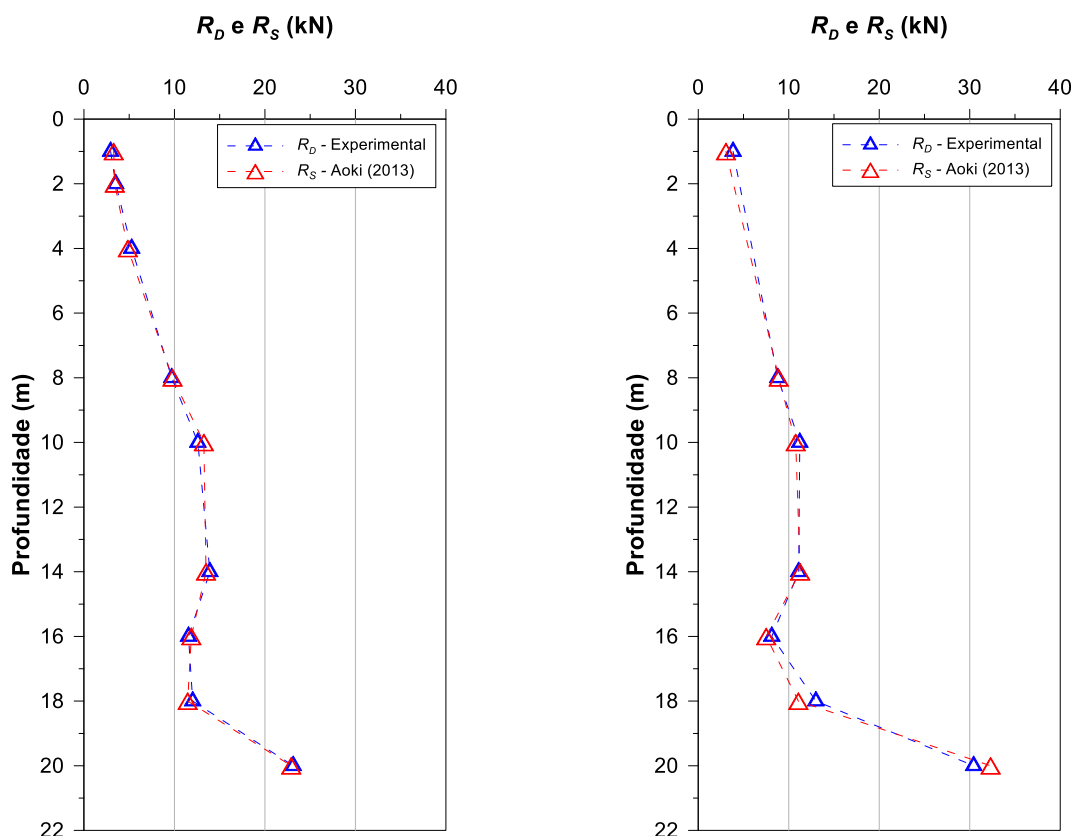 R_D e R_S (kN)
0 10 20 30 40
0
2
4
6
8
10
12
14
16
18
20
22
Profundidade (m)
R_D - Experimental
R_S - Aoki (2013)
R_D e R_S (kN)
0 10 20 30 40
0
2
4
6
8
10
12
14
16
18
20
22
Profundidade (m)
R_D - Experimental
R_S - Aoki (2013)